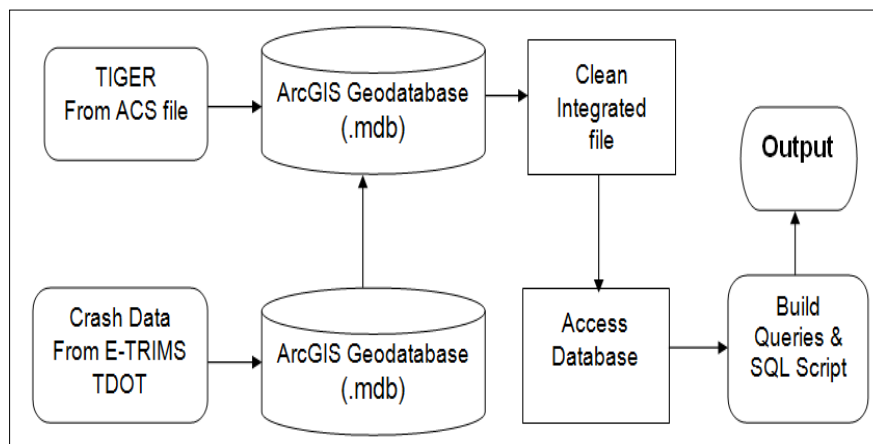 TIGER
From ACS file
ArcGIS Geodatabase
(.mdb)
Clean
Integrated
file
Output
Crash Data
From E-TRIMS
TDOT
ArcGIS Geodatabase
(.mdb)
Access
Database
Build
Queries &
SQL Script